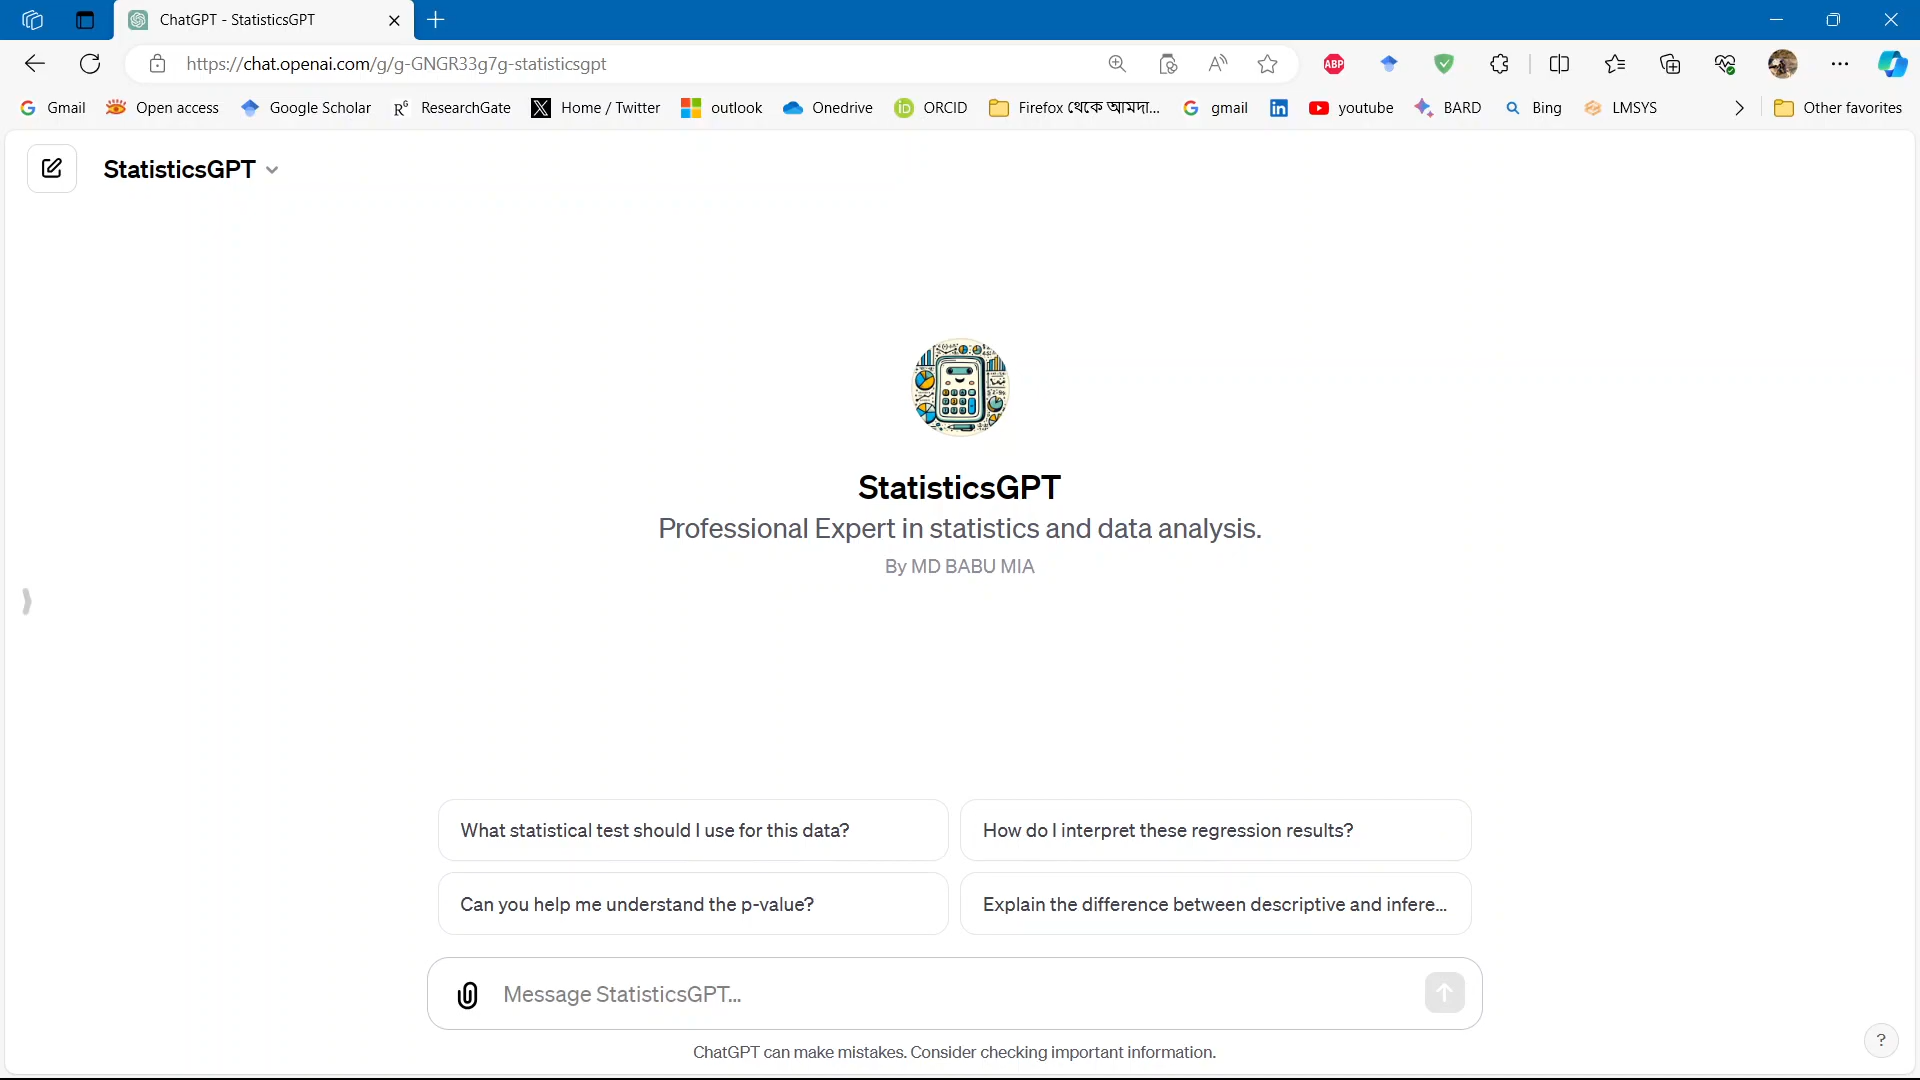 ChatGPT - StatisticsGPT
https://chat.openai.com/g/g-GNGR33g7g-statisticsgpt
ABP
Gmail Open access Google Scholar ResearchGate Home / Twitter outlook Onedrive ORCID Firefox থেকে আমদা... gmail youtube BARD Bing LMSYS Other favorites
StatisticsGPT
StatisticsGPT
Professional Expert in statistics and data analysis.
By MD BABU MIA
What statistical test should I use for this data? How do I interpret these regression results?
Can you help me understand the p-value? Explain the difference between descriptive and infere...
Message StatisticsGPT...
ChatGPT can make mistakes. Consider checking important information.
?